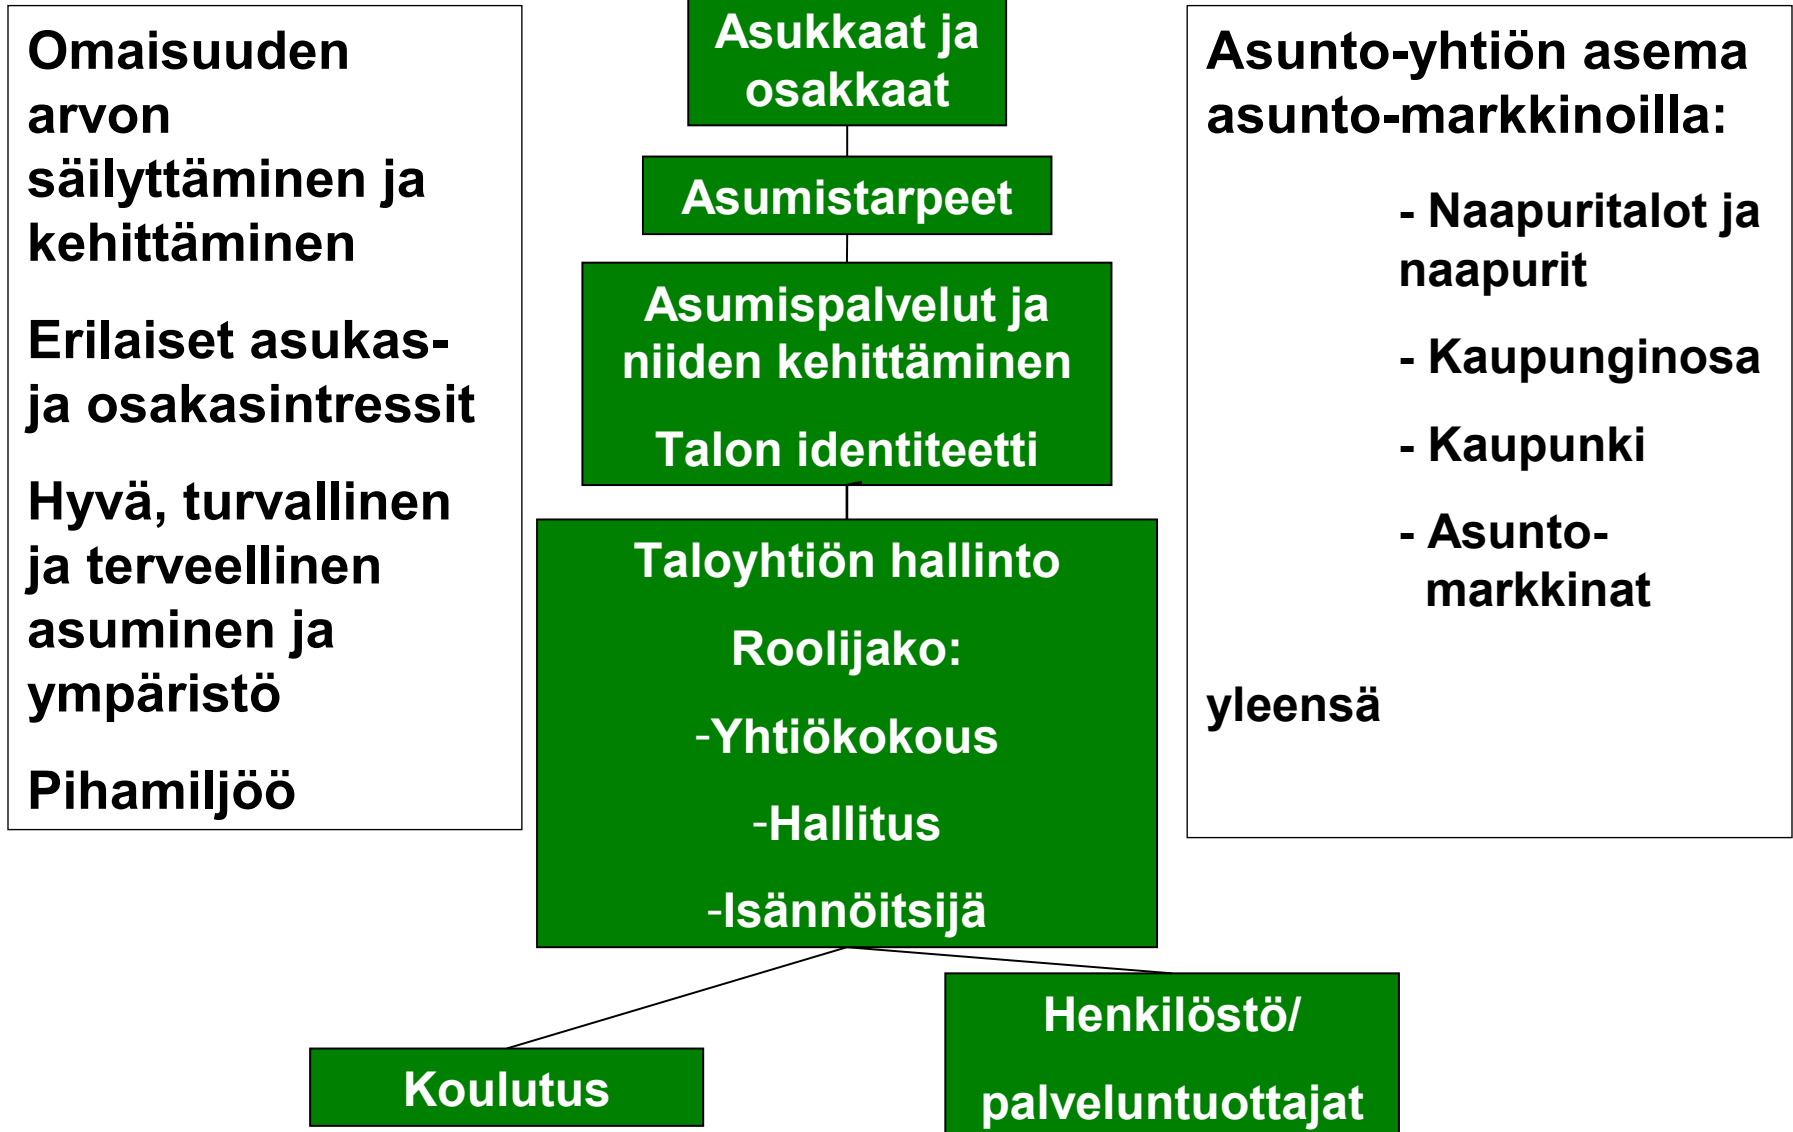 Omaisuuden
arvon
säilyttäminen ja
kehittäminen
Erilaiset asukas-
ja osakasintressit
Hyvä, turvallinen
ja terveellinen
asuminen ja
ympäristö
Pihamiljöö
Asukkaat ja
osakkaat
Asumistarpeet
Asumispalvelut ja
niiden kehittäminen
Talon identiteetti
Taloyhtiön hallinto
Roolijako:
-Yhtiökokous
-Hallitus
-Isännöitsijä
Koulutus
Henkilöstö/
palveluntuottajat
Asunto-yhtiön asema
asunto-markkinoilla:
- Naapuritalot ja
naapurit
- Kaupunginosa
- Kaupunki
- Asunto-
markkinat
yleensä